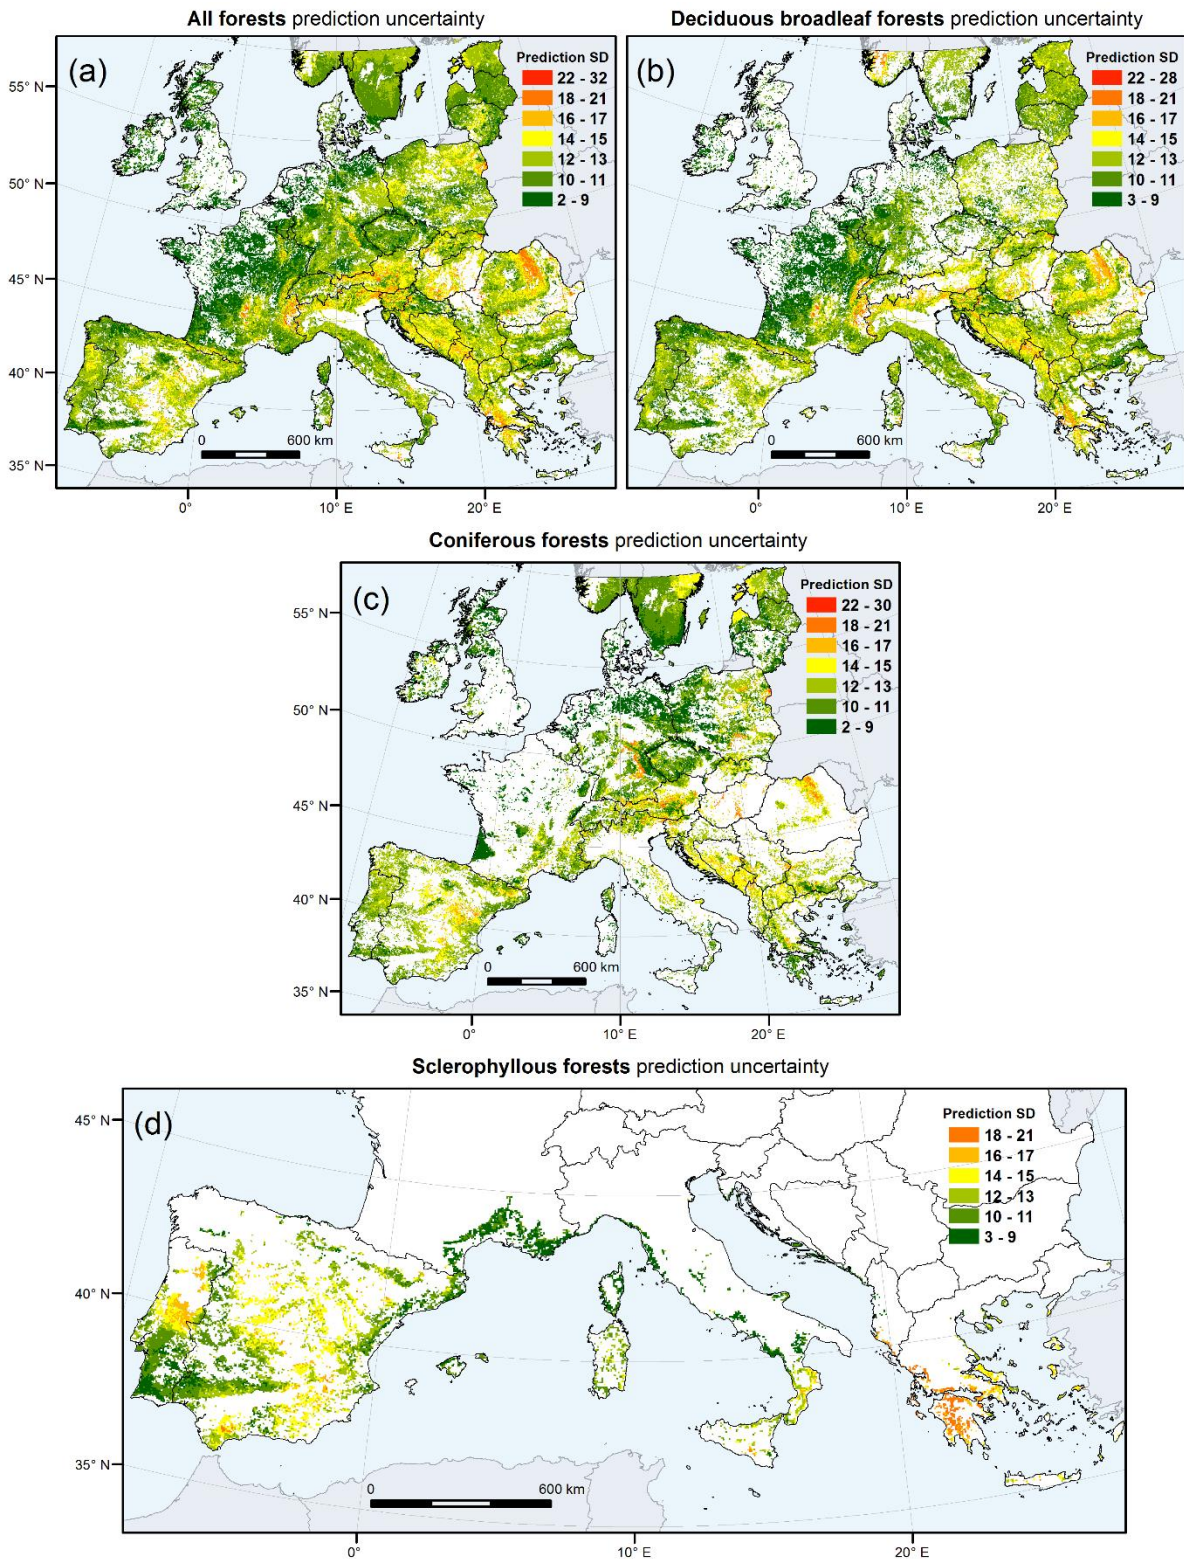 All forests prediction uncertainty
(a)
Prediction SD
22 - 32
18 - 21
16 - 17
14 - 15
12 - 13
10 - 11
2 - 9
55° N
50° N
45° N
40° N
35° N
0
600 km
0°
10° E
20° E
Deciduous broadleaf forests prediction uncertainty
(b)
Prediction SD
22 - 28
18 - 21
16 - 17
14 - 15
12 - 13
10 - 11
3 - 9
0
600 km
0°
10° E
20° E
Coniferous forests prediction uncertainty
(c)
Prediction SD
22 - 30
18 - 21
16 - 17
14 - 15
12 - 13
10 - 11
2 - 9
55° N
50° N
45° N
40° N
35° N
0
600 km
0°
10° E
20° E
Sclerophyllous forests prediction uncertainty
(d)
Prediction SD
18 - 21
16 - 17
14 - 15
12 - 13
10 - 11
3 - 9
45° N
40° N
35° N
0
600 km
0°
10° E
20° E